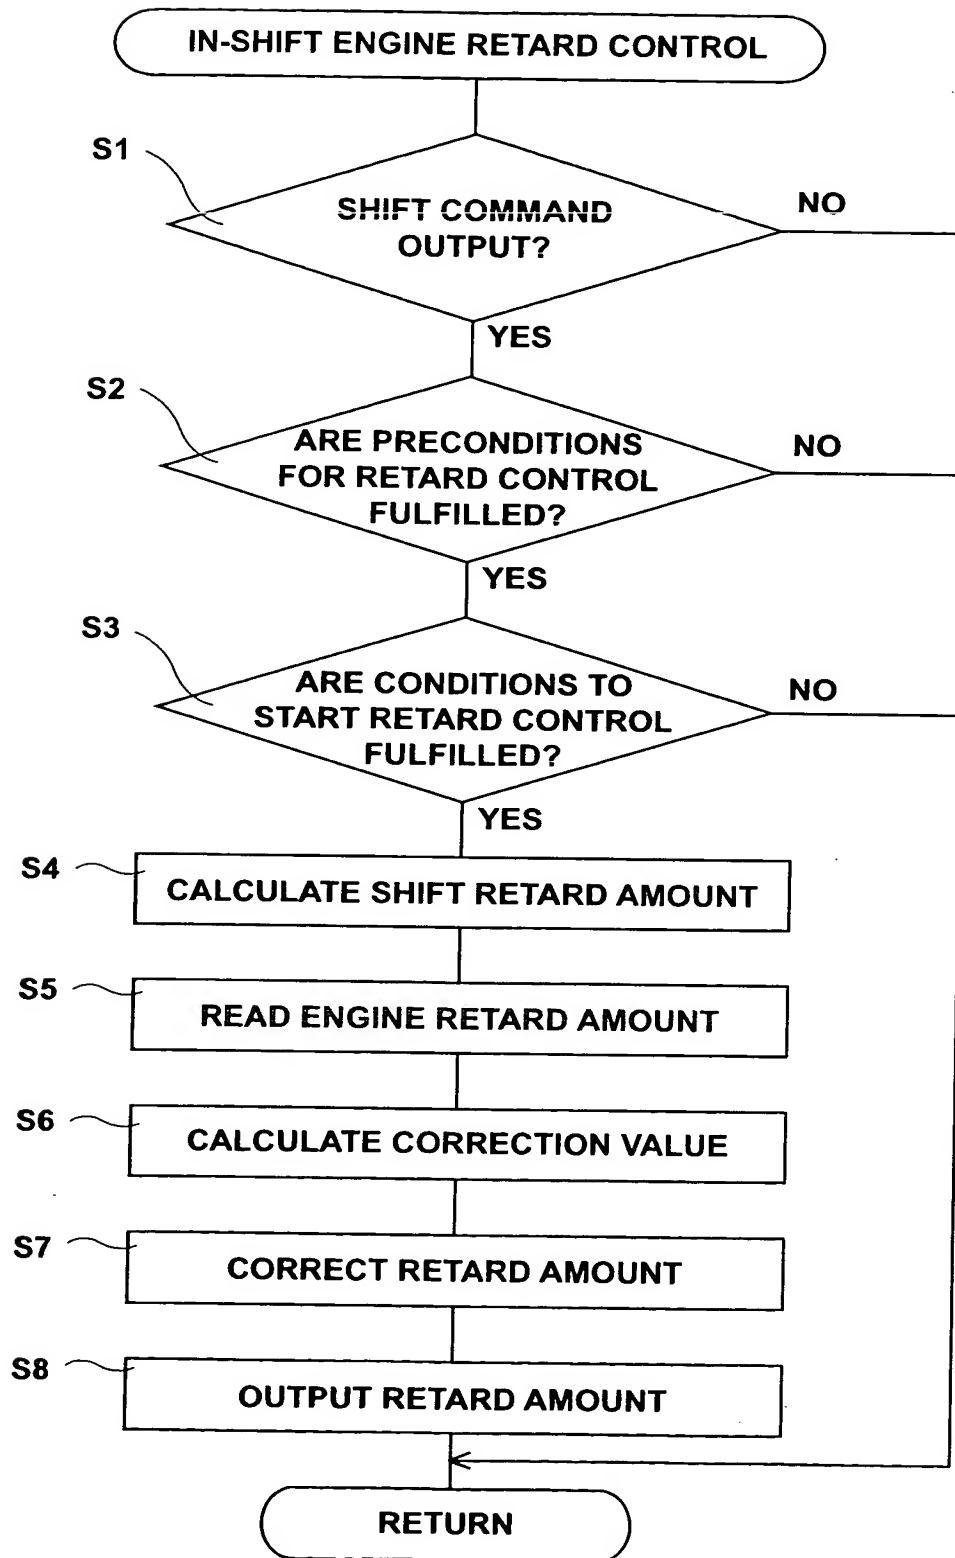 IN-SHIFT ENGINE RETARD CONTROL
S1
SHIFT COMMAND
OUTPUT?
NO
YES
S2
ARE PRECONDITIONS
FOR RETARD CONTROL
FULFILLED?
NO
YES
S3
ARE CONDITIONS TO
START RETARD CONTROL
FULFILLED?
NO
YES
S4
CALCULATE SHIFT RETARD AMOUNT
S5
READ ENGINE RETARD AMOUNT
S6
CALCULATE CORRECTION VALUE
S7
CORRECT RETARD AMOUNT
S8
OUTPUT RETARD AMOUNT
RETURN